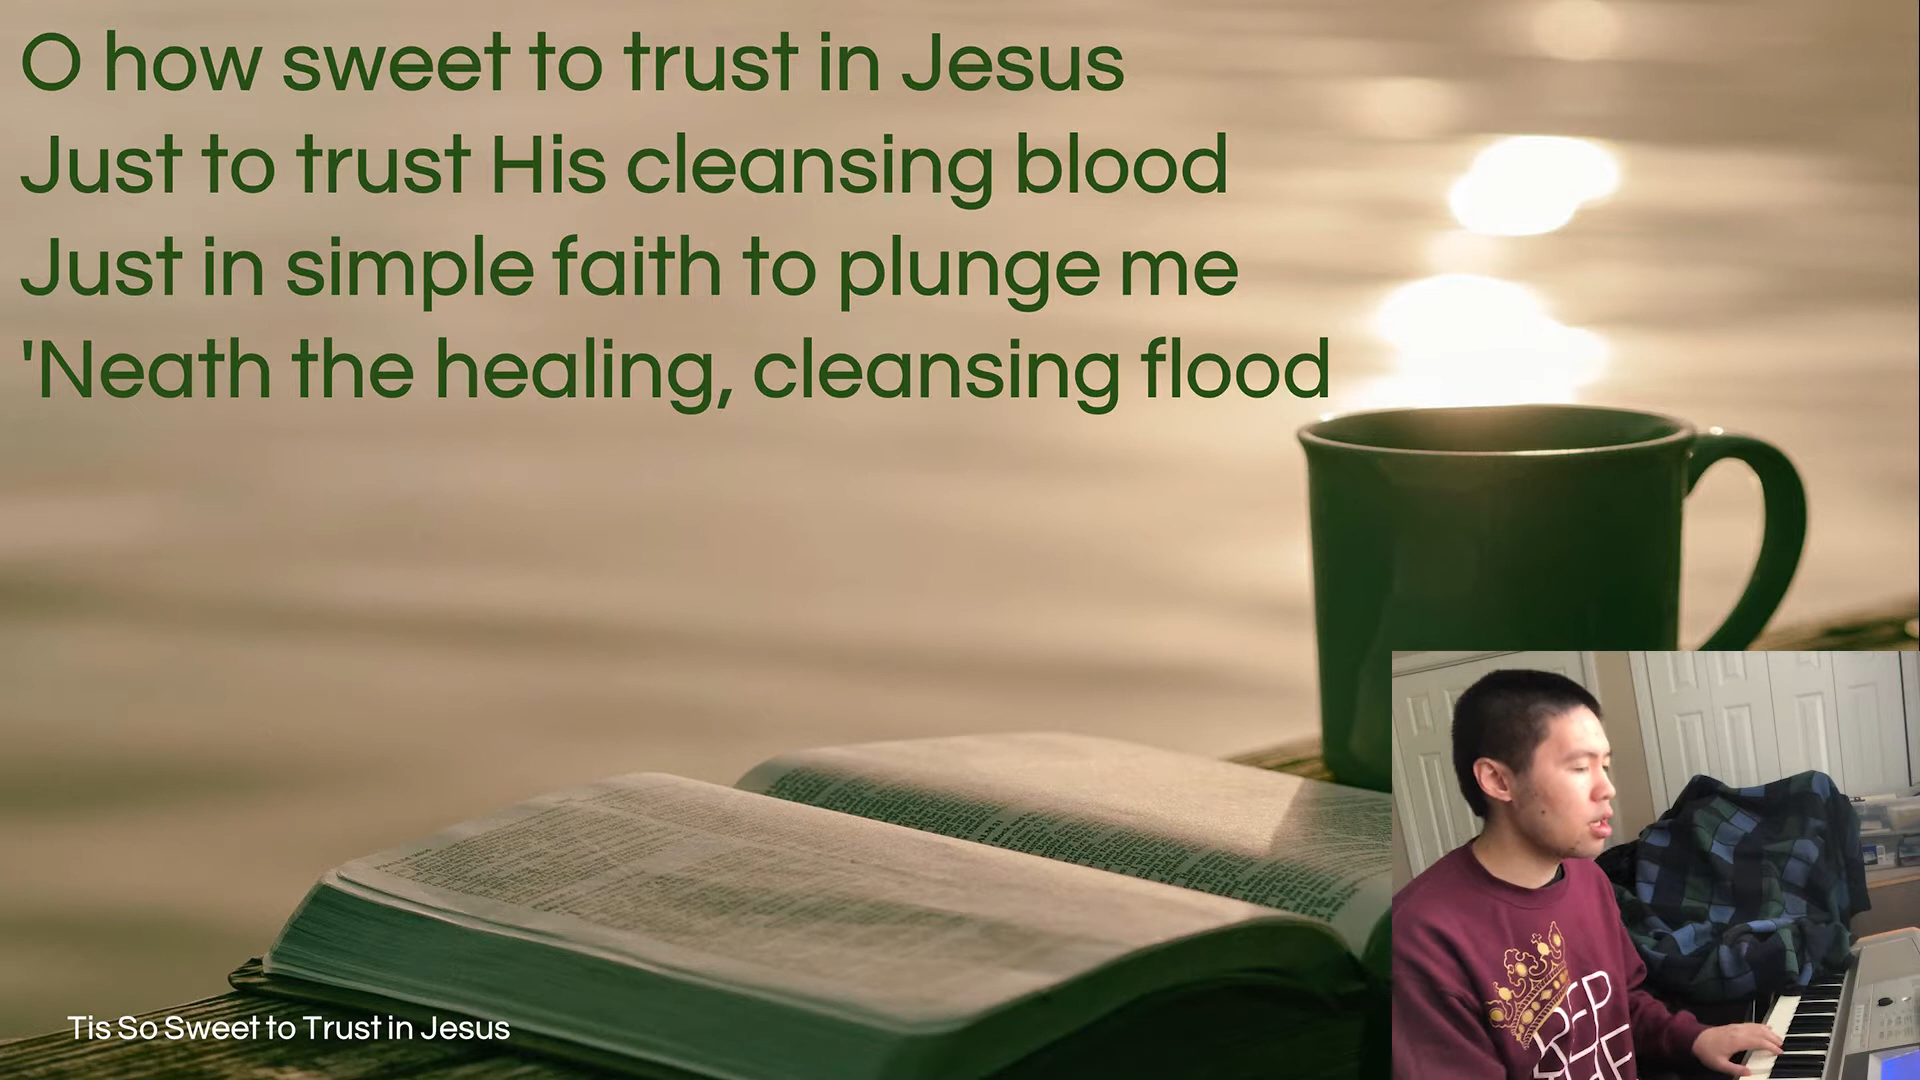 O how sweet to trust in Jesus
Just to trust His cleansing blood
Just in simple faith to plunge me
'Neath the healing, cleansing flood
Tis So Sweet to Trust in Jesus